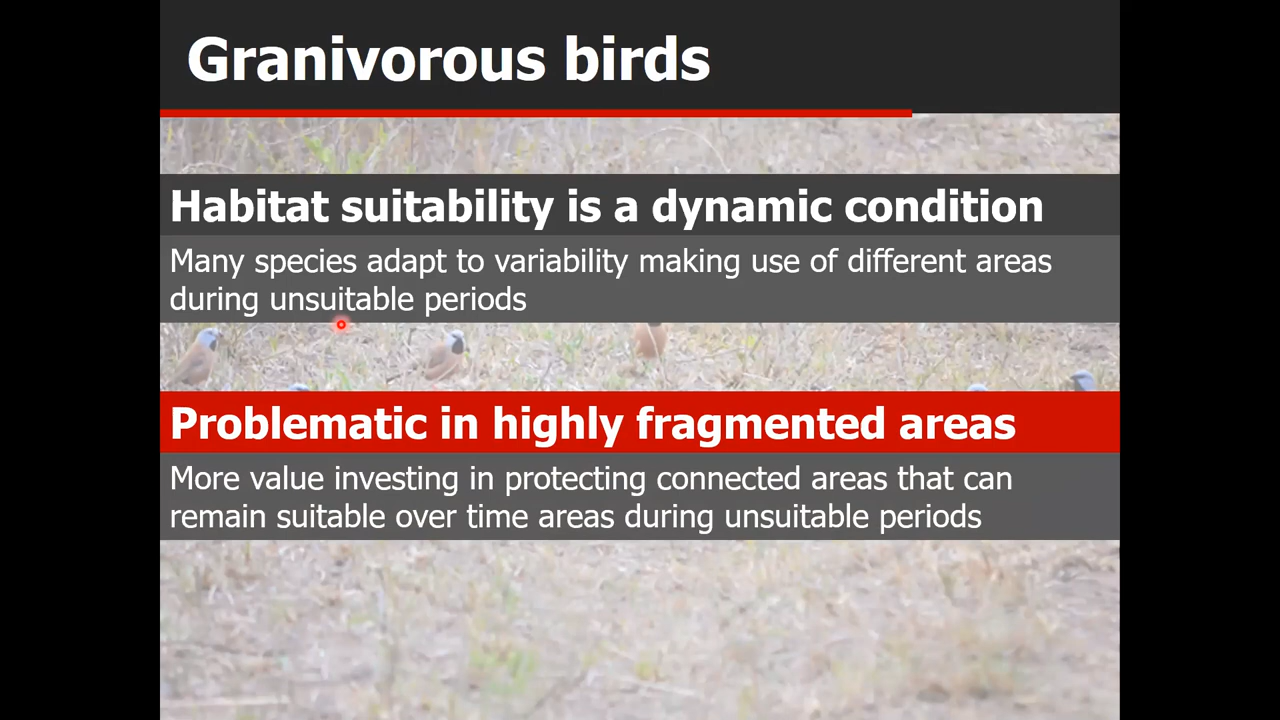 Granivorous birds
Habitat suitability is a dynamic condition
Many species adapt to variability making use of different areas
during unsuitable periods
Problematic in highly fragmented areas
More value investing in protecting connected areas that can
remain suitable over time areas during unsuitable periods